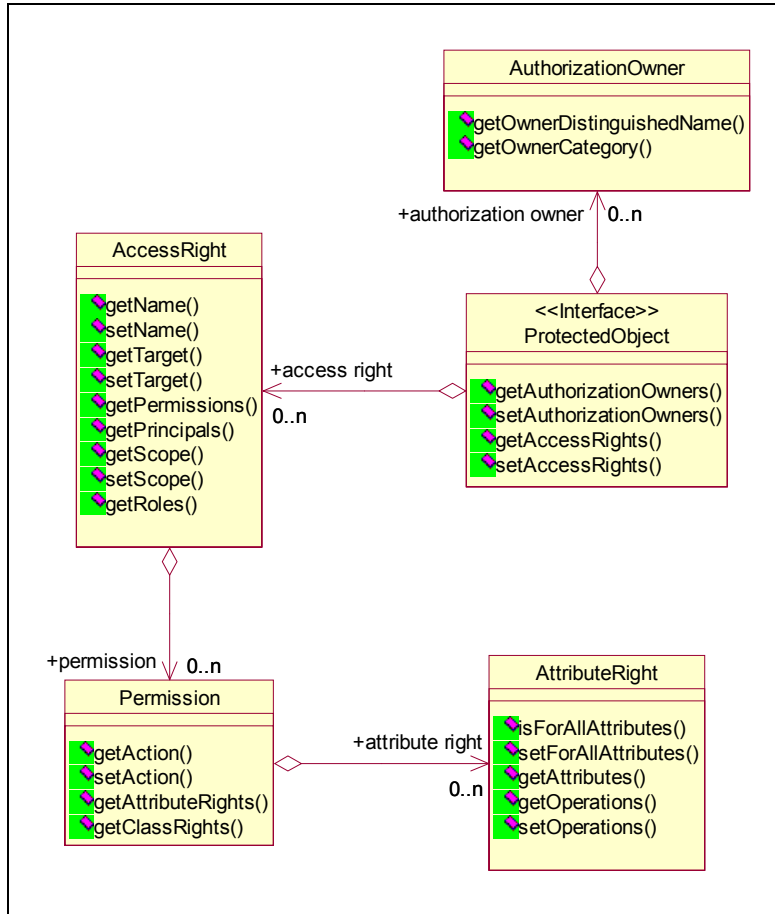 AuthorizationOwner
getOwnerDistinguishedName()
getOwnerCategory()
+authorization owner
0..n
AccessRight
getName()
setName()
getTarget()
setTarget()
getPermissions()
getPrincipals()
getScope()
setScope()
getRoles()
<<Interface>>
ProtectedObject
getAuthorizationOwners()
setAuthorizationOwners()
getAccessRights()
setAccessRights()
+access right
0..n
+permission
0..n
Permission
getAction()
setAction()
getAttributeRights()
getClassRights()
+attribute right
0..n
AttributeRight
isForAllAttributes()
setForAllAttributes()
getAttributes()
getOperations()
setOperations()